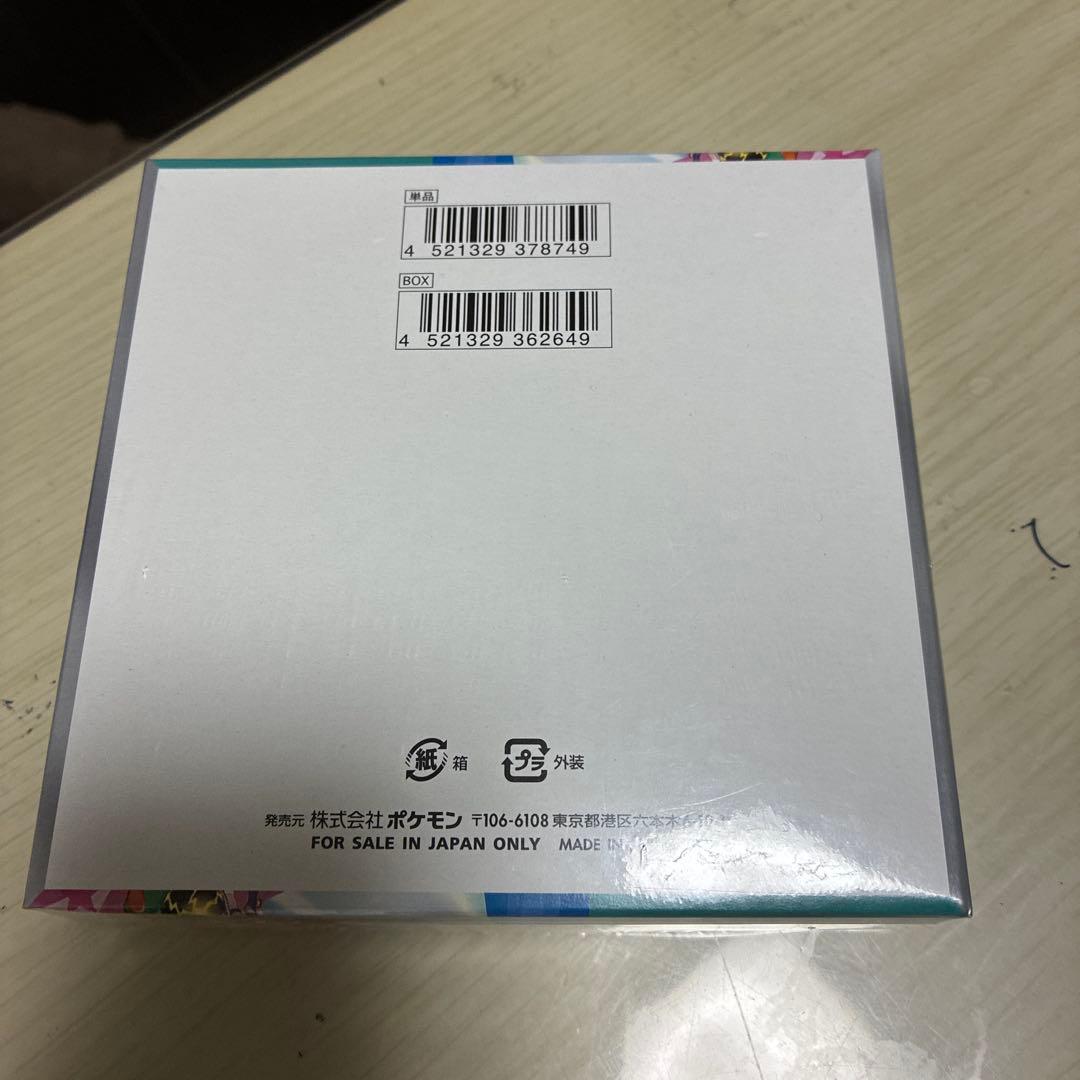 単品
4 521329 378749
BOX
4 521329 362649
紙 箱 プラ 外装
発売元 株式会社ポケモン 〒106-6108 東京都港区六本木
FOR SALE IN JAPAN ONLY MADE IN